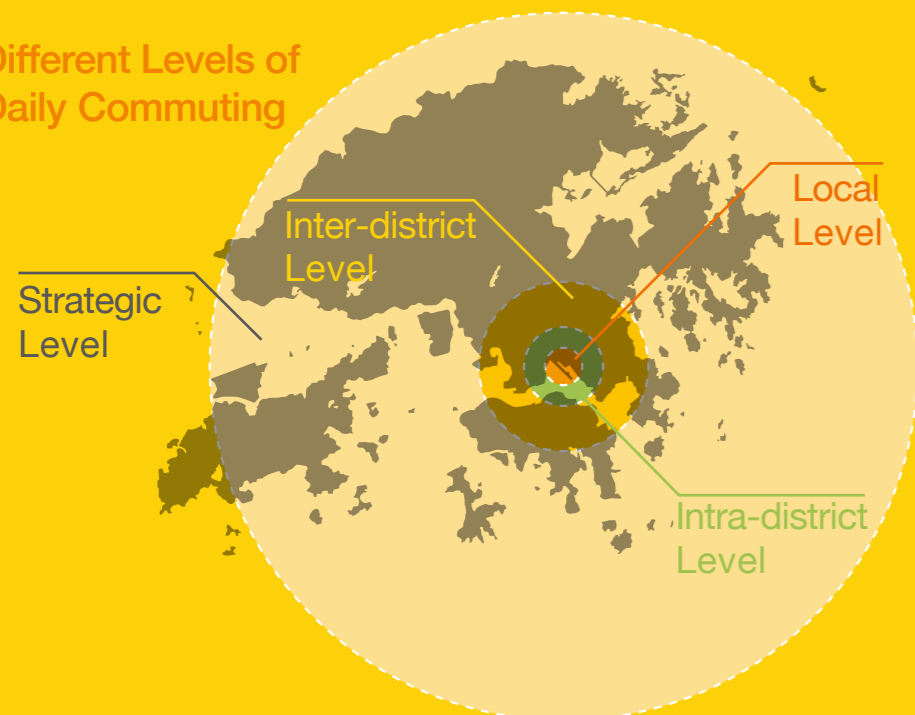 Different Levels of
Daily Commuting
Local
Level
Inter-district
Level
Strategic
Level
Intra-district
Level